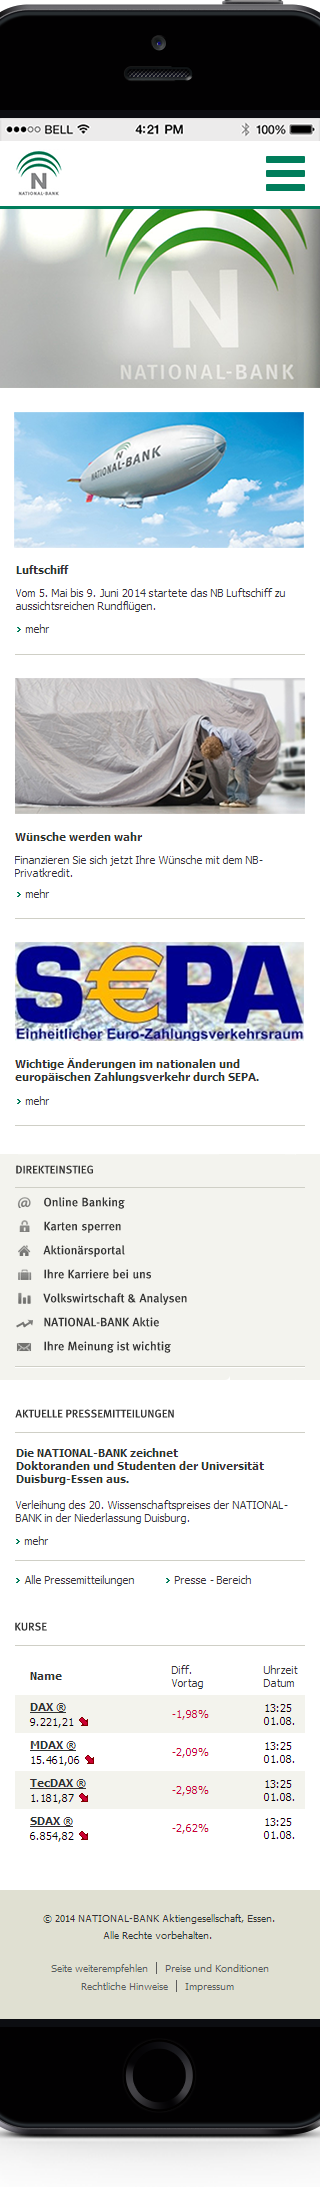 BELL 4:21 PM 100%
N
NATIONAL-BANK
N
NATIONAL-BANK
N
NATIONAL-BANK
Luftschiff
Vom 5. Mai bis 9. Juni 2014 startete das NB Luftschiff zu
aussichtsreichen Rundflügen.
› mehr
Wünsche werden wahr
Finanzieren Sie sich jetzt Ihre Wünsche mit dem NB-
Privatkredit.
› mehr
S€PA
Einheitlicher Euro-Zahlungsverkehrsraum
Wichtige Änderungen im nationalen und
europäischen Zahlungsverkehr durch SEPA.
› mehr
DIREKTEINSTIEG
@ Online Banking
Karten sperren
Aktionärsportal
Ihre Karriere bei uns
Volkswirtschaft & Analysen
NATIONAL-BANK Aktie
Ihre Meinung ist wichtig
AKTUELLE PRESSEMITTEILUNGEN
Die NATIONAL-BANK zeichnet
Doktoranden und Studenten der Universität
Duisburg-Essen aus.
Verleihung des 20. Wissenschaftspreises der NATIONAL-
BANK in der Niederlassung Duisburg.
› mehr
› Alle Pressemitteilungen › Presse - Bereich
KURSE
Name Diff. Vortag Uhrzeit Datum
DAX ® -1,98% 13:25
9.221,21 01.08.
MDAX ® -2,09% 13:25
15.461,06 01.08.
TecDAX ® -2,98% 13:25
1.181,87 01.08.
SDAX ® -2,62% 13:25
6.854,82 01.08.
© 2014 NATIONAL-BANK Aktiengesellschaft, Essen.
Alle Rechte vorbehalten.
Seite weiterempfehlen | Preise und Konditionen
Rechtliche Hinweise | Impressum